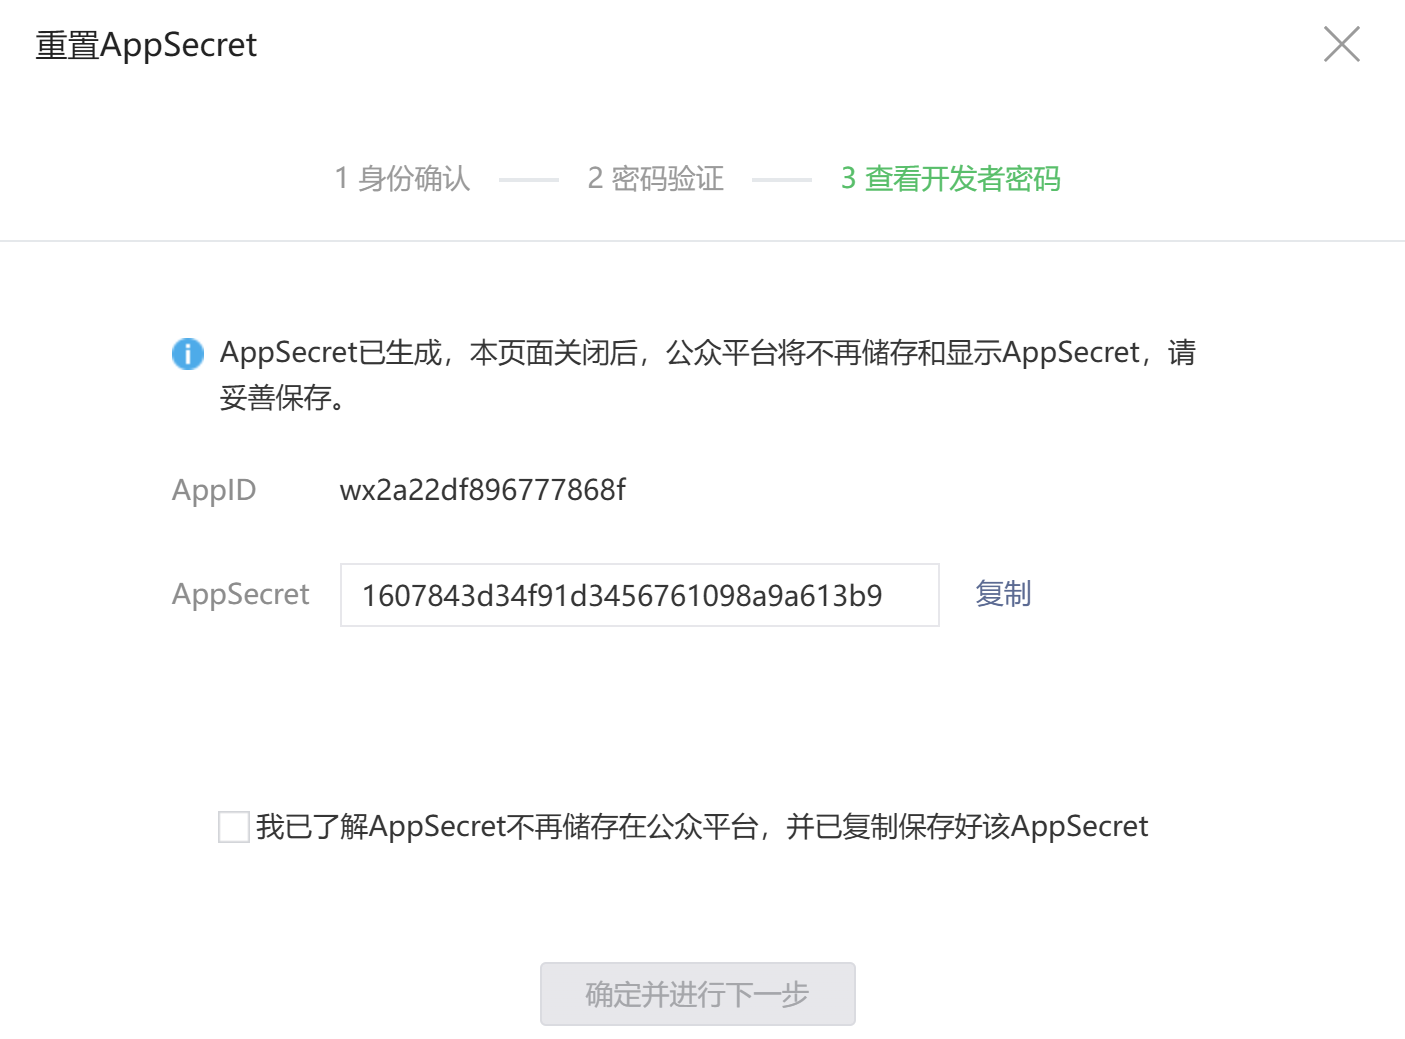 重置AppSecret
1 身份确认 2 密码验证 3 查看开发者密码
AppSecret已生成，本页面关闭后，公众平台将不再储存和显示AppSecret，请
妥善保存。
AppID wx2a22df896777868f
AppSecret 1607843d34f91d3456761098a9a613b9 复制
我已了解AppSecret不再储存在公众平台，并已复制保存好该AppSecret
确定并进行下一步